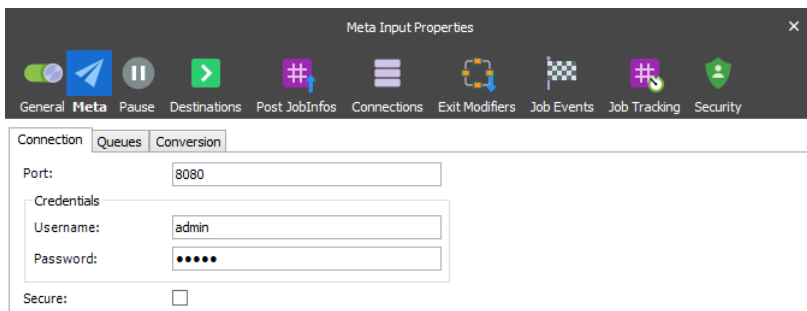 Meta Input Properties
General Meta Pause Destinations Post JobInfos Connections Exit Modifiers Job Events Job Tracking Security
Connection Queues Conversion
Port: 8080
Credentials
Username: admin
Password: •••••
Secure: